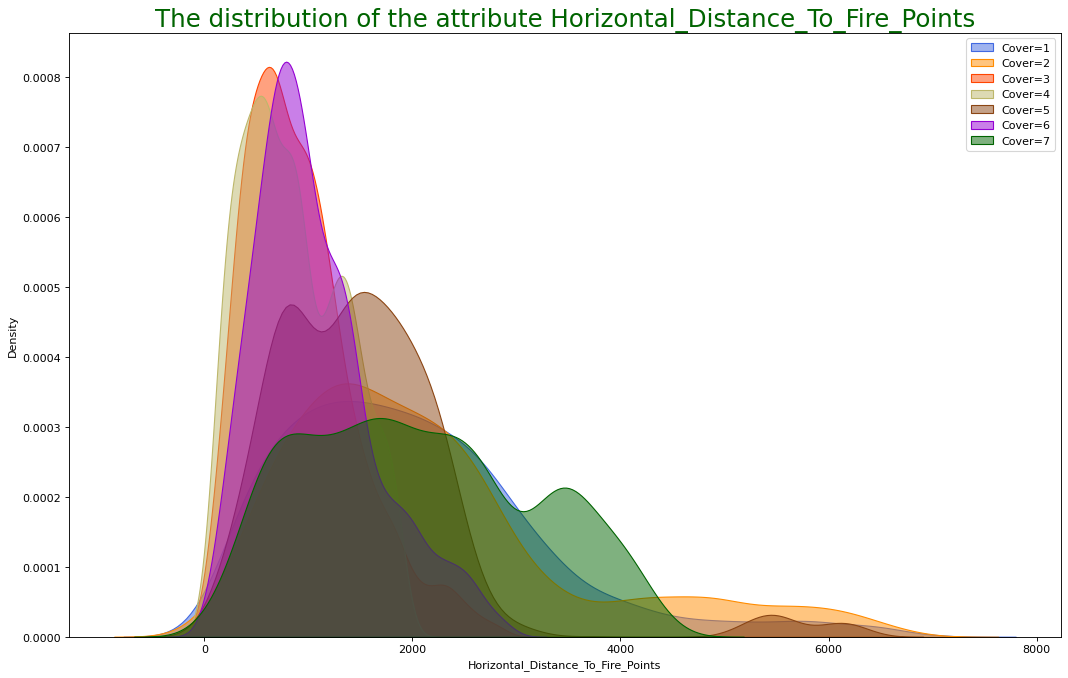 The distribution of the attribute Horizontal_Distance_To_Fire_Points
Cover=1
Cover=2
Cover=3
Cover=4
Cover=5
Cover=6
Cover=7
0.0008
0.0007
0.0006
0.0005
0.0004
0.0003
0.0002
0.0001
0.0000
Density
0 2000 4000 6000 8000
Horizontal_Distance_To_Fire_Points